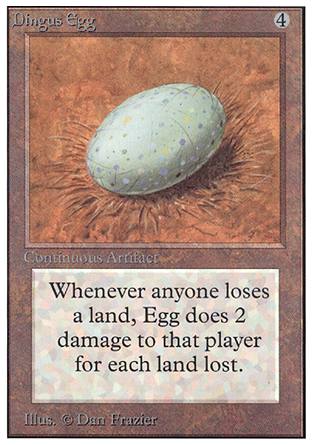 Dingus Egg 4
Continuous Artifact
Whenever anyone loses
a land, Egg does 2
damage to that player
for each land lost.
Illus. © Dan Frazier